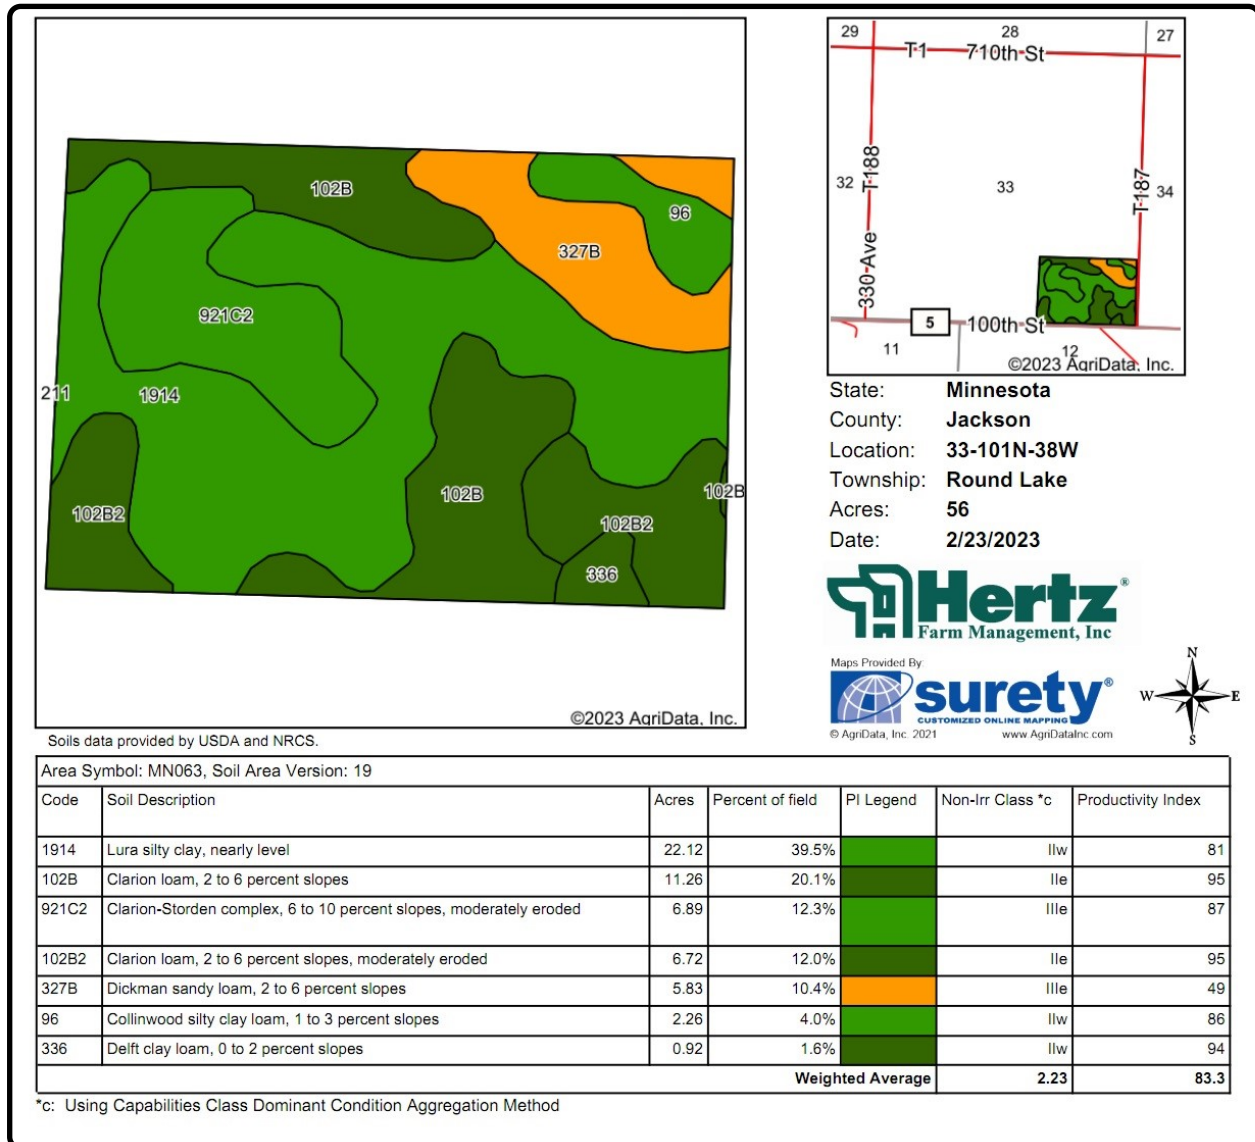 102B
96
327B
921C2
211
1914
102B
102B
102B2
102B2
336
©2023 AgriData, Inc.
29
28
27
T1
710th St
T-188
32
33
T-187
34
330 Ave
5
100th St
11
12
©2023 AgriData, Inc.
State: Minnesota
County: Jackson
Location: 33-101N-38W
Township: Round Lake
Acres: 56
Date: 2/23/2023
Hertz®
Farm Management, Inc
Maps Provided By
surety®
CUSTOMIZED ONLINE MAPPING
© AgriData, Inc. 2021 www.AgriDataInc.com
N
W E
S
Soils data provided by USDA and NRCS.
Area Symbol: MN063, Soil Area Version: 19
Code Soil Description Acres Percent of field PI Legend Non-Irr Class *c Productivity Index
1914 Lura silty clay, nearly level 22.12 39.5% IIw 81
102B Clarion loam, 2 to 6 percent slopes 11.26 20.1% IIe 95
921C2 Clarion-Storden complex, 6 to 10 percent slopes, moderately eroded 6.89 12.3% IIIe 87
102B2 Clarion loam, 2 to 6 percent slopes, moderately eroded 6.72 12.0% IIe 95
327B Dickman sandy loam, 2 to 6 percent slopes 5.83 10.4% IIIe 49
96 Collinwood silty clay loam, 1 to 3 percent slopes 2.26 4.0% IIw 86
336 Delft clay loam, 0 to 2 percent slopes 0.92 1.6% IIw 94
Weighted Average 2.23 83.3
*c: Using Capabilities Class Dominant Condition Aggregation Method